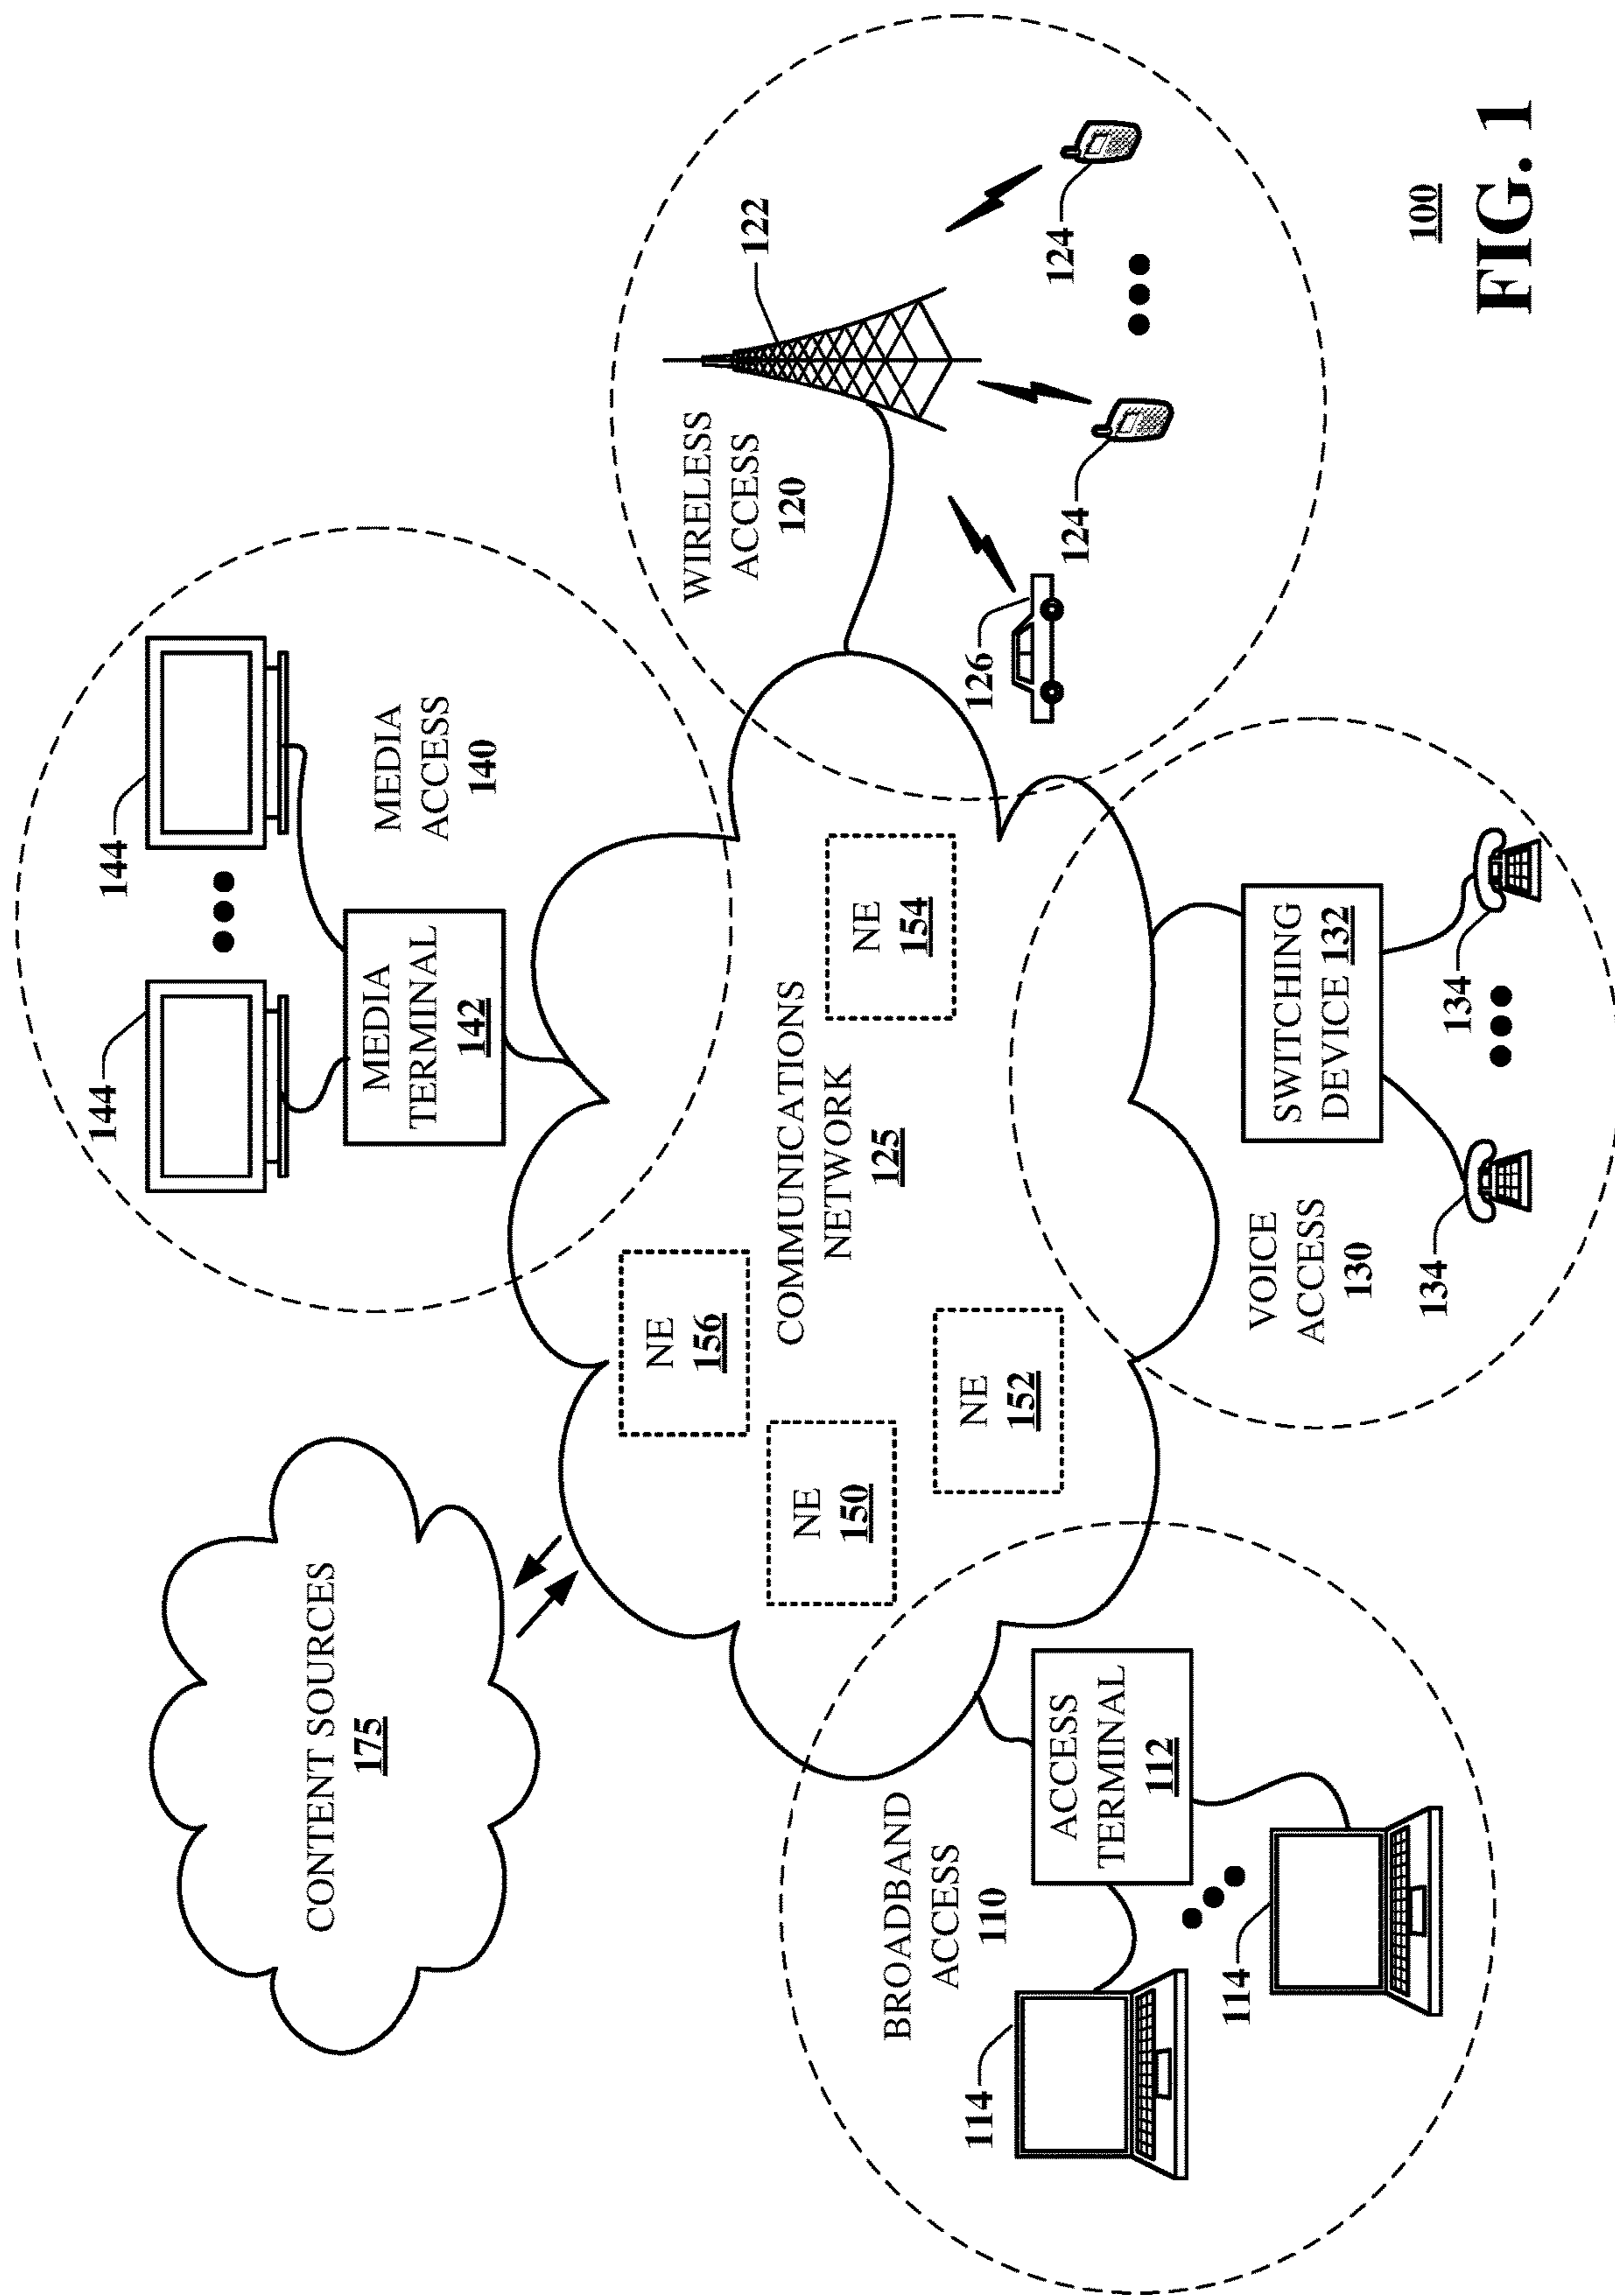 CONTENT SOURCES
175
144
144
MEDIA
TERMINAL
142
MEDIA
ACCESS
140
NE
156
NE
150
NE
152
COMMUNICATIONS
NETWORK
125
NE
154
WIRELESS
ACCESS
120
122
126
124
124
BROADBAND
ACCESS
110
ACCESS
TERMINAL
112
114
114
VOICE
ACCESS
130
SWITCHING
DEVICE 132
134
134
100
FIG. 1